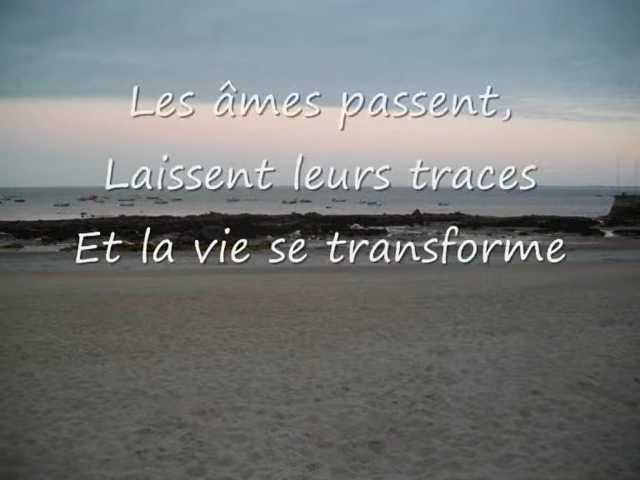 Les âmes passent,
Laissent leurs traces
Et la vie se transforme